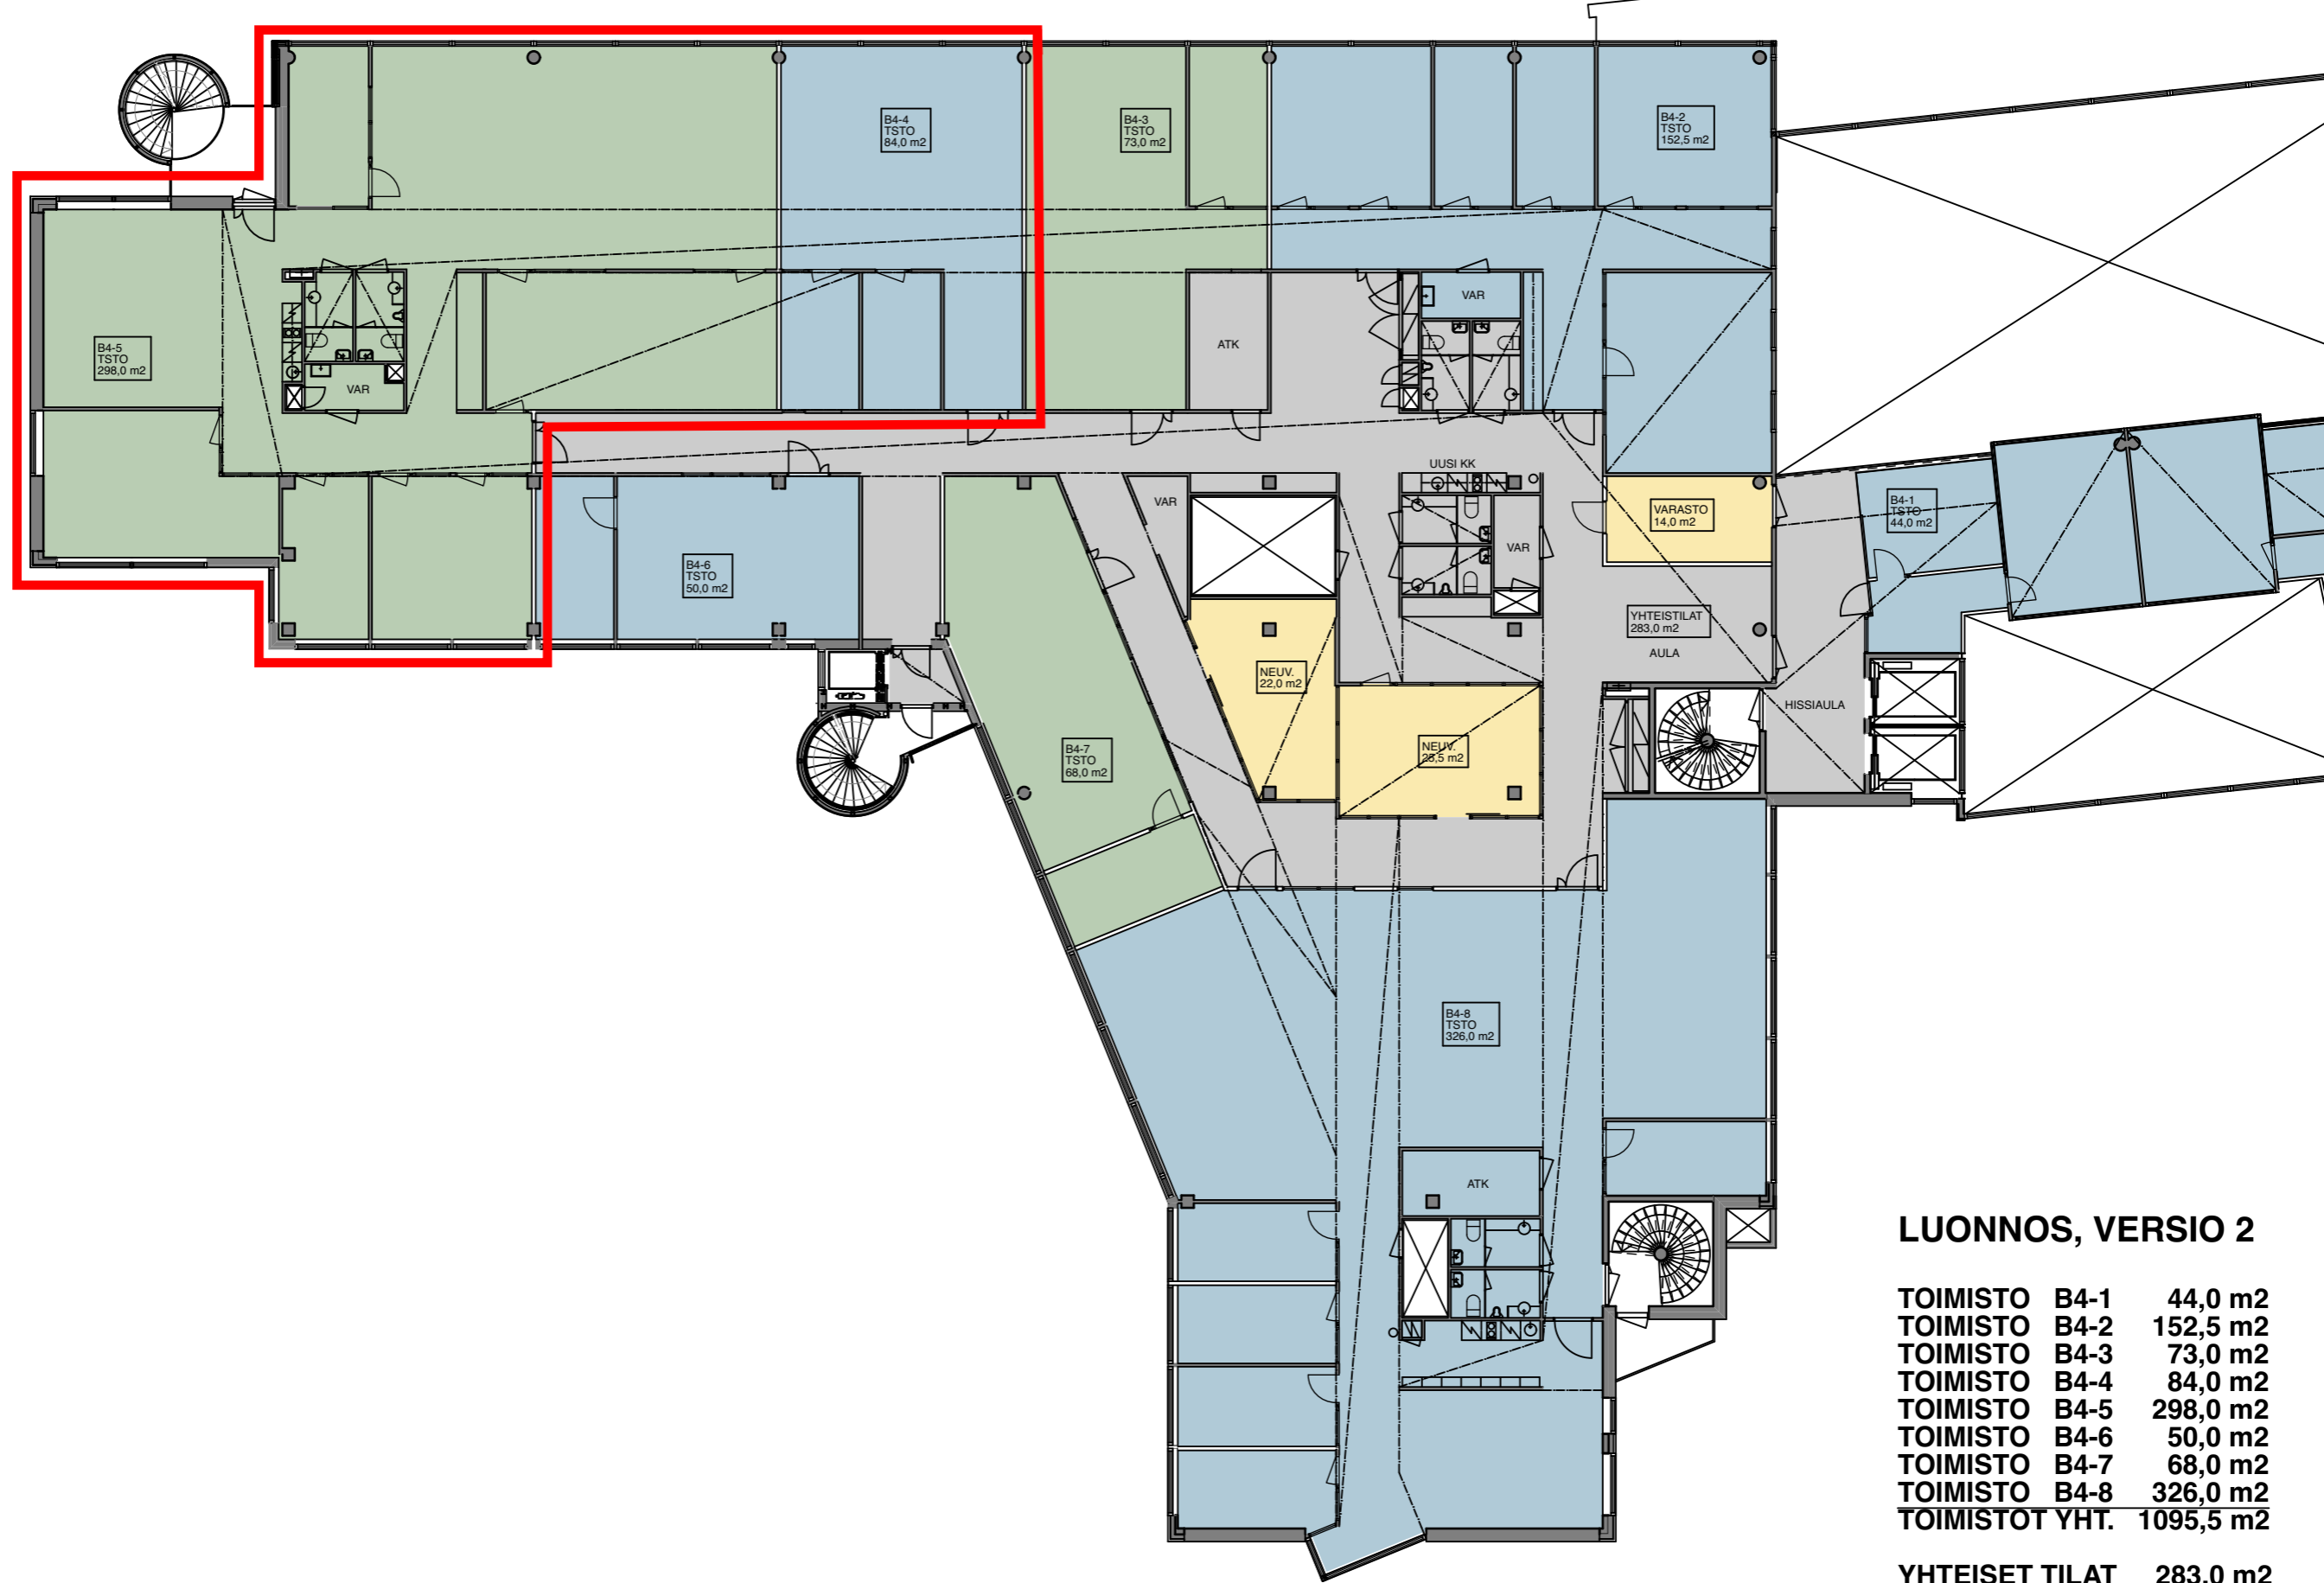 B4-4
TSTO
84,0 m2
B4-3
TSTO
73,0 m2
B4-2
TSTO
152,5 m2
VAR
ATK
B4-5
TSTO
298,0 m2
VAR
UUSI KK
VAR
VARASTO
14,0 m2
B4-1
TSTO
44,0 m2
VAR
B4-6
TSTO
50,0 m2
YHTEISTILAT
283,0 m2
AULA
NEUV.
22,0 m2
HISSIAULA
B4-7
TSTO
68,0 m2
NEUV.
26,5 m2
B4-8
TSTO
326,0 m2
ATK
LUONNOS, VERSIO 2
TOIMISTO B4-1 44,0 m2
TOIMISTO B4-2 152,5 m2
TOIMISTO B4-3 73,0 m2
TOIMISTO B4-4 84,0 m2
TOIMISTO B4-5 298,0 m2
TOIMISTO B4-6 50,0 m2
TOIMISTO B4-7 68,0 m2
TOIMISTO B4-8 326,0 m2
TOIMISTOT YHT. 1095,5 m2
YHTEISET TILAT 283,0 m2